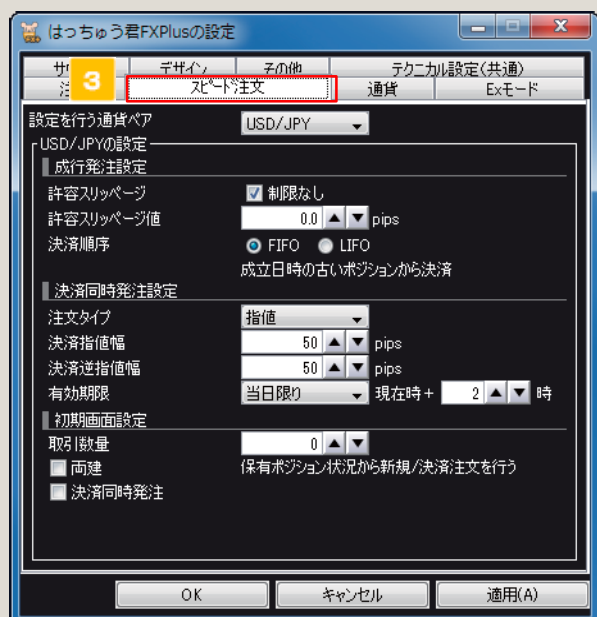 はっちゅう君FXPlusの設定
デザイン その他 テクニカル設定(共通)
3 スピード注文 通貨 Exモード
設定を行う通貨ペア USD/JPY
USD/JPYの設定
成行発注設定
許容スリッページ 制限なし
許容スリッページ値 0.0 pips
決済順序 FIFO LIFO
成立日時の古いポジションから決済
決済同時発注設定
注文タイプ 指値
決済指値幅 50 pips
決済逆指値幅 50 pips
有効期限 当日限り 現在時+ 2 時
初期画面設定
取引数量 0
両建 保有ポジション状況から新規/決済注文を行う
決済同時発注
OK キャンセル 適用(A)